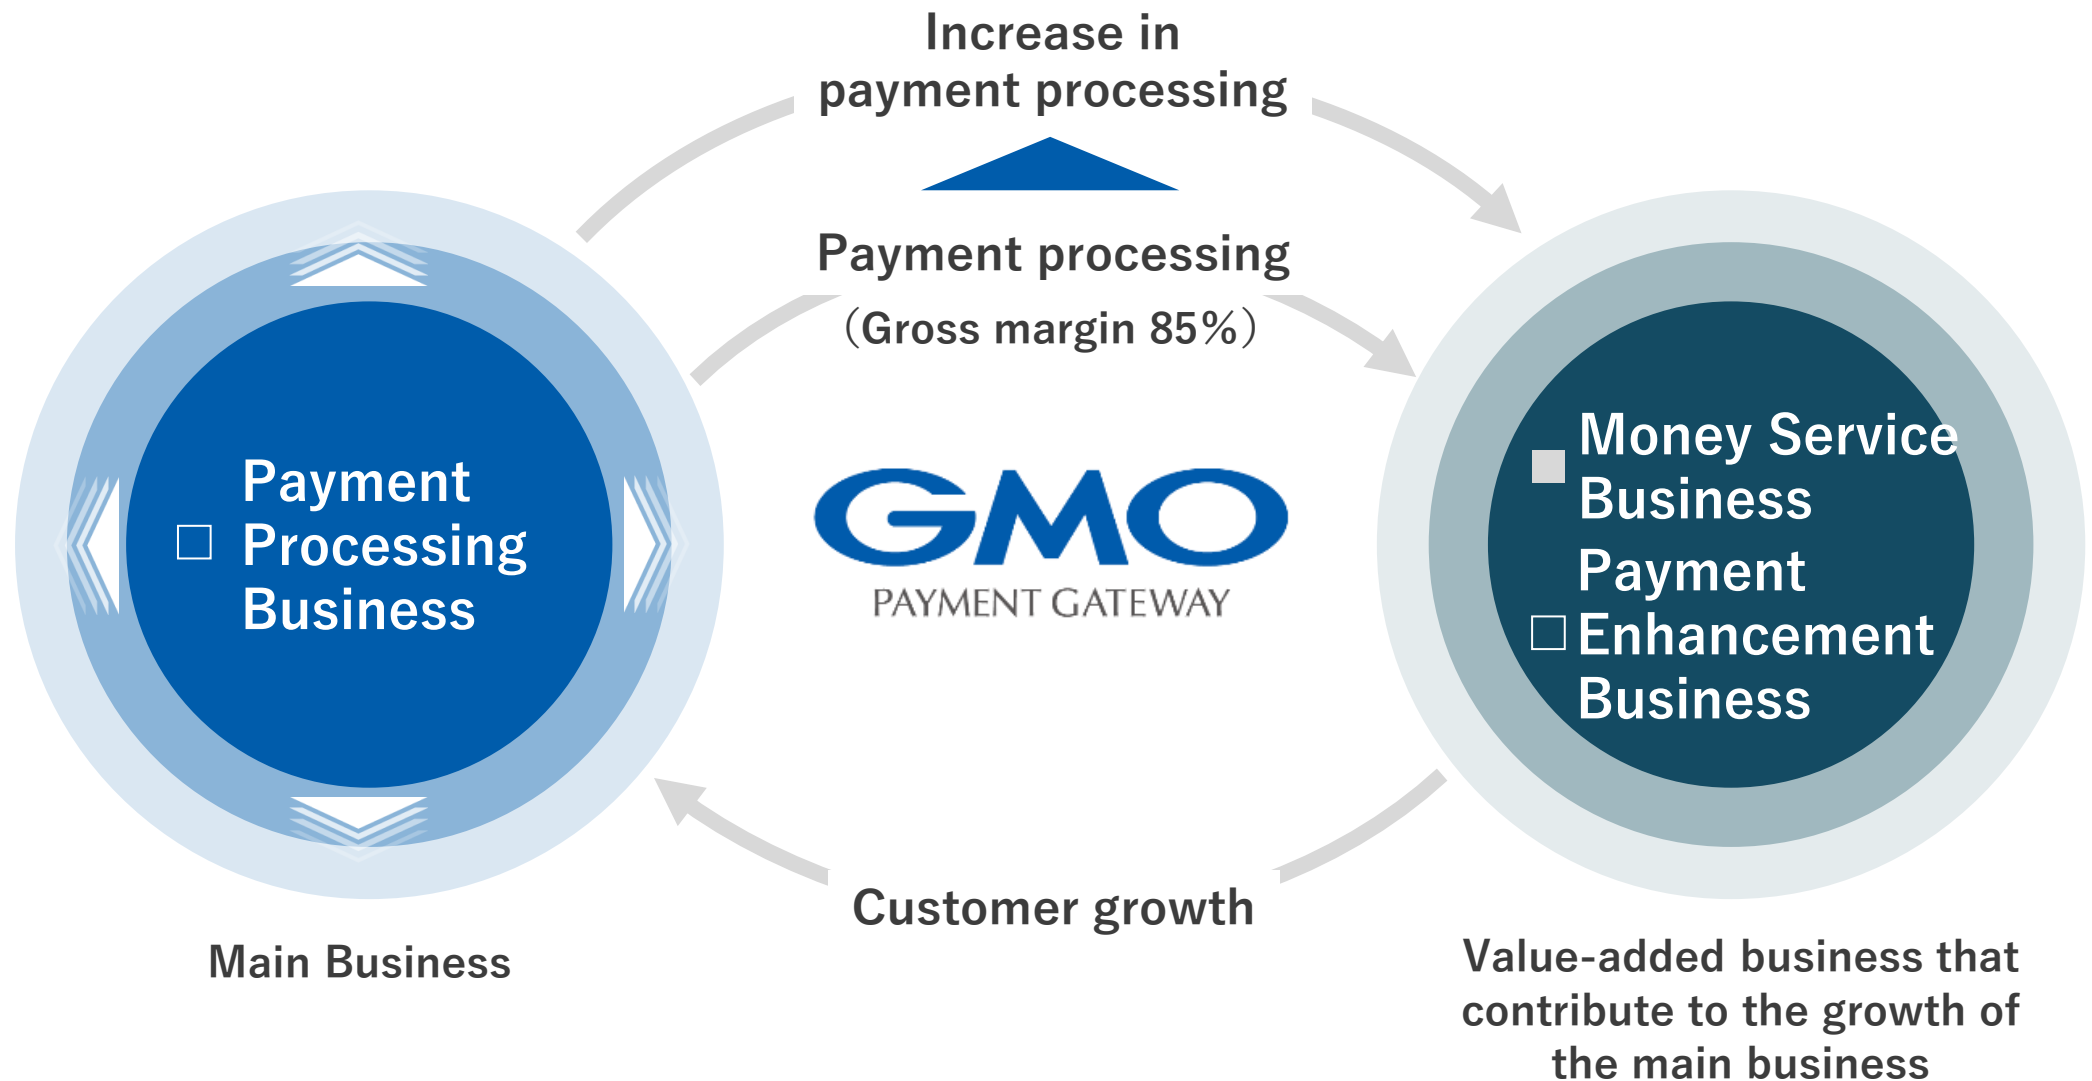 Increase in
payment processing
Payment processing
（Gross margin 85%）
Payment
Processing
Business
GMO
PAYMENT GATEWAY
Money Service
Business
Payment
Enhancement
Business
Customer growth
Main Business
Value-added business that
contribute to the growth of
the main business